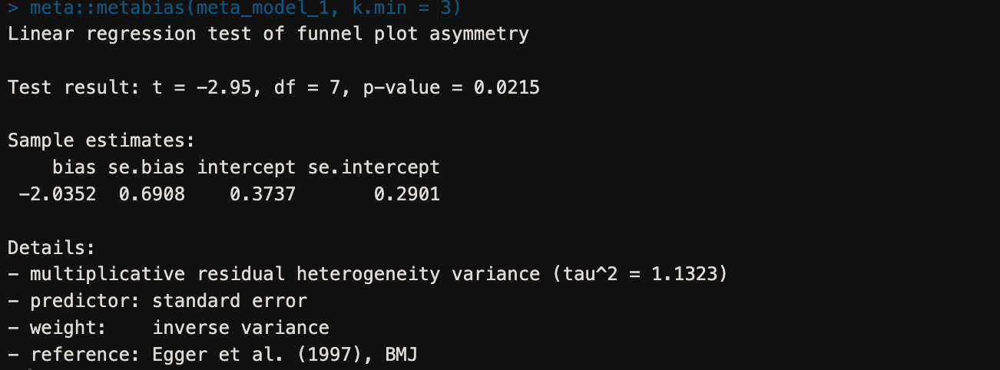 > meta::metabias(meta_model_1, k.min = 3)
Linear regression test of funnel plot asymmetry
Test result: t = -2.95, df = 7, p-value = 0.0215
Sample estimates:
bias se.bias intercept se.intercept
-2.0352 0.6908 0.3737 0.2901
Details:
- multiplicative residual heterogeneity variance (tau^2 = 1.1323)
- predictor: standard error
- weight: inverse variance
- reference: Egger et al. (1997), BMJ